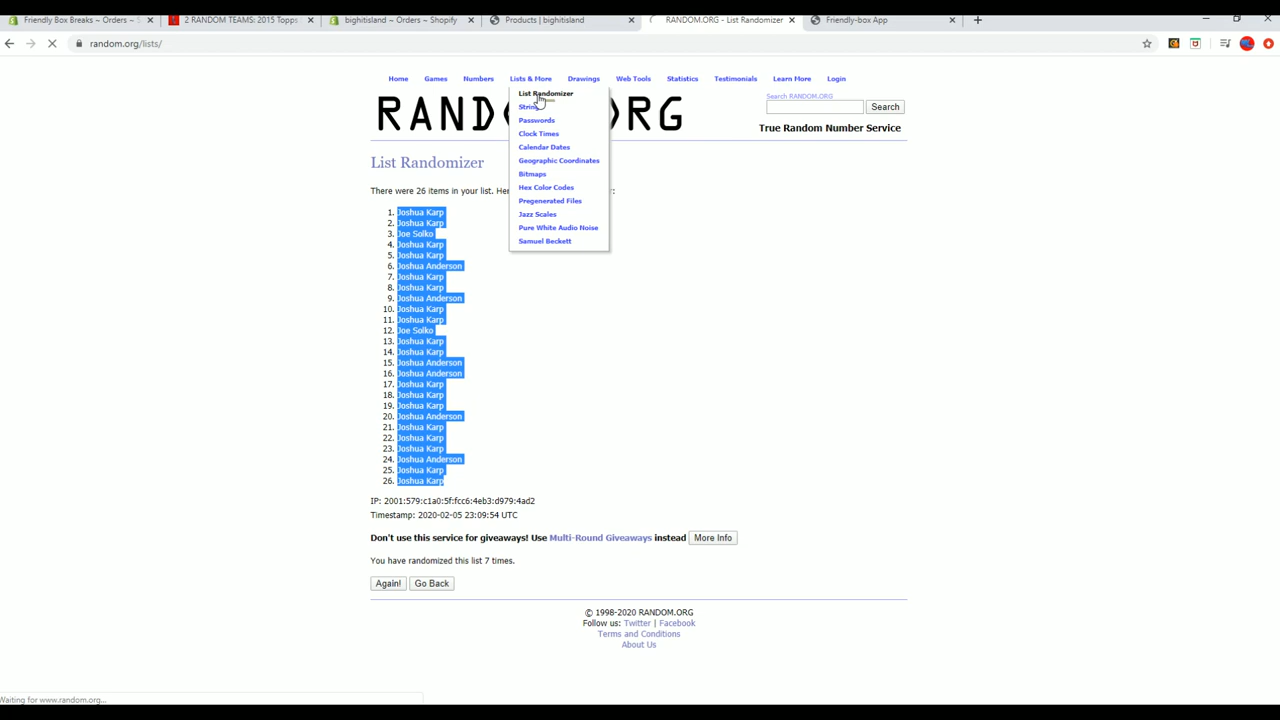 Friendly Box Breaks ~ Orders ~ S
2 RANDOM TEAMS: 2015 Topps
bighitisland ~ Orders ~ Shopify
Products | bighitisland
RANDOM.ORG - List Randomizer
Friendly-box App
random.org/lists/
Home Games Numbers Lists & More Drawings Web Tools Statistics Testimonials Learn More Login
List Randomizer
Strings
Passwords
Clock Times
Calendar Dates
Geographic Coordinates
Bitmaps
Hex Color Codes
Pregenerated Files
Jazz Scales
Pure White Audio Noise
Samuel Beckett
Search RANDOM.ORG
Search
True Random Number Service
List Randomizer
There were 26 items in your list. Her
1. Joshua Karp
2. Joshua Karp
3. Joe Solko
4. Joshua Karp
5. Joshua Karp
6. Joshua Anderson
7. Joshua Karp
8. Joshua Karp
9. Joshua Anderson
10. Joshua Karp
11. Joshua Karp
12. Joe Solko
13. Joshua Karp
14. Joshua Karp
15. Joshua Anderson
16. Joshua Anderson
17. Joshua Karp
18. Joshua Karp
19. Joshua Karp
20. Joshua Anderson
21. Joshua Karp
22. Joshua Karp
23. Joshua Karp
24. Joshua Anderson
25. Joshua Karp
26. Joshua Karp
IP: 2001:579:c1a0:5f:fcc6:4eb3:d979:4ad2
Timestamp: 2020-02-05 23:09:54 UTC
Don't use this service for giveaways! Use Multi-Round Giveaways instead More Info
You have randomized this list 7 times.
Again! Go Back
© 1998-2020 RANDOM.ORG
Follow us: Twitter | Facebook
Terms and Conditions
About Us
Waiting for www.random.org...